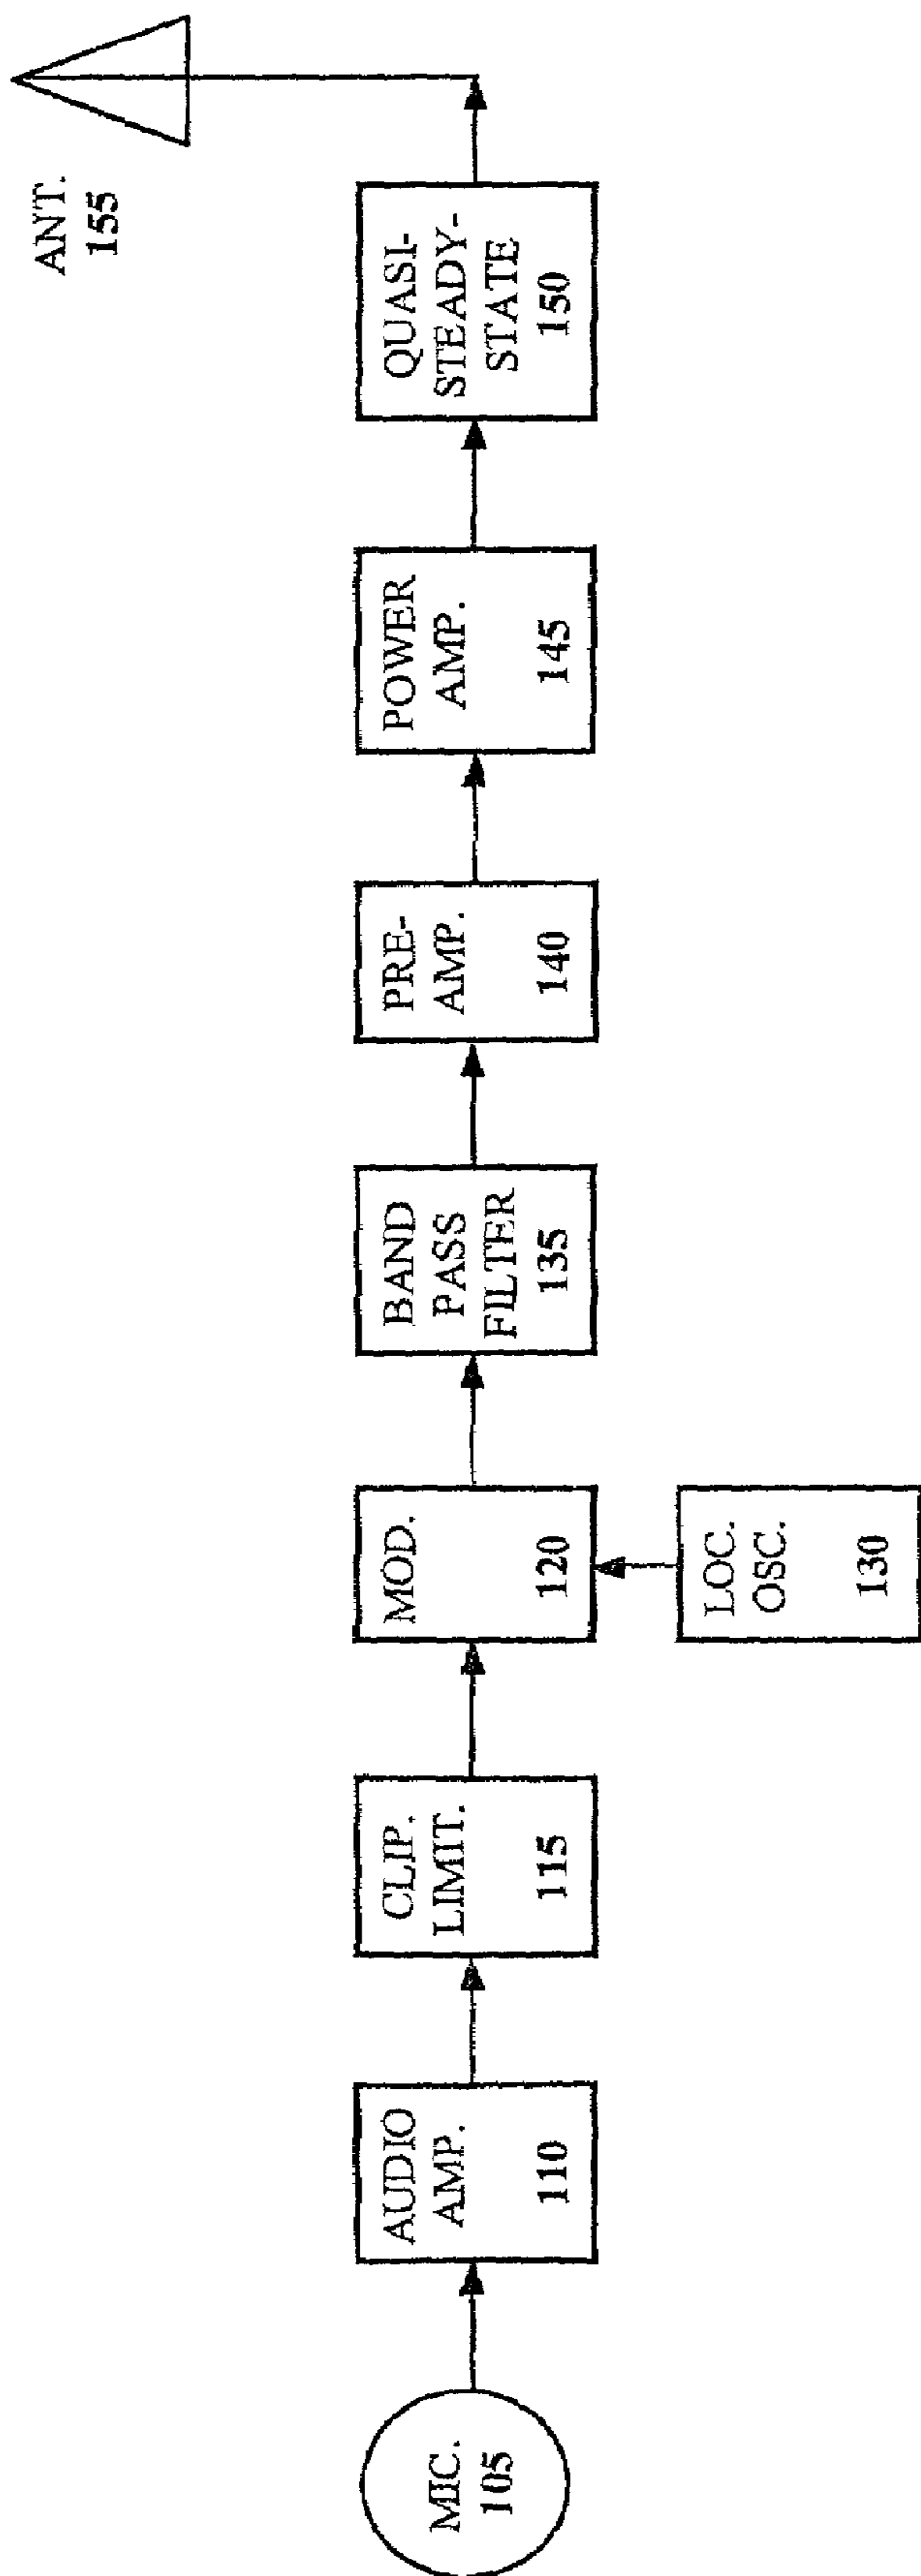 MIC.
105
AUDIO
AMP.
110
CLIP.
LIMIT.
115
MOD.
120
LOC.
OSC.
130
BAND
PASS
FILTER
135
PRE-
AMP.
140
POWER
AMP.
145
QUASI-
STEADY-
STATE
150
ANT.
155